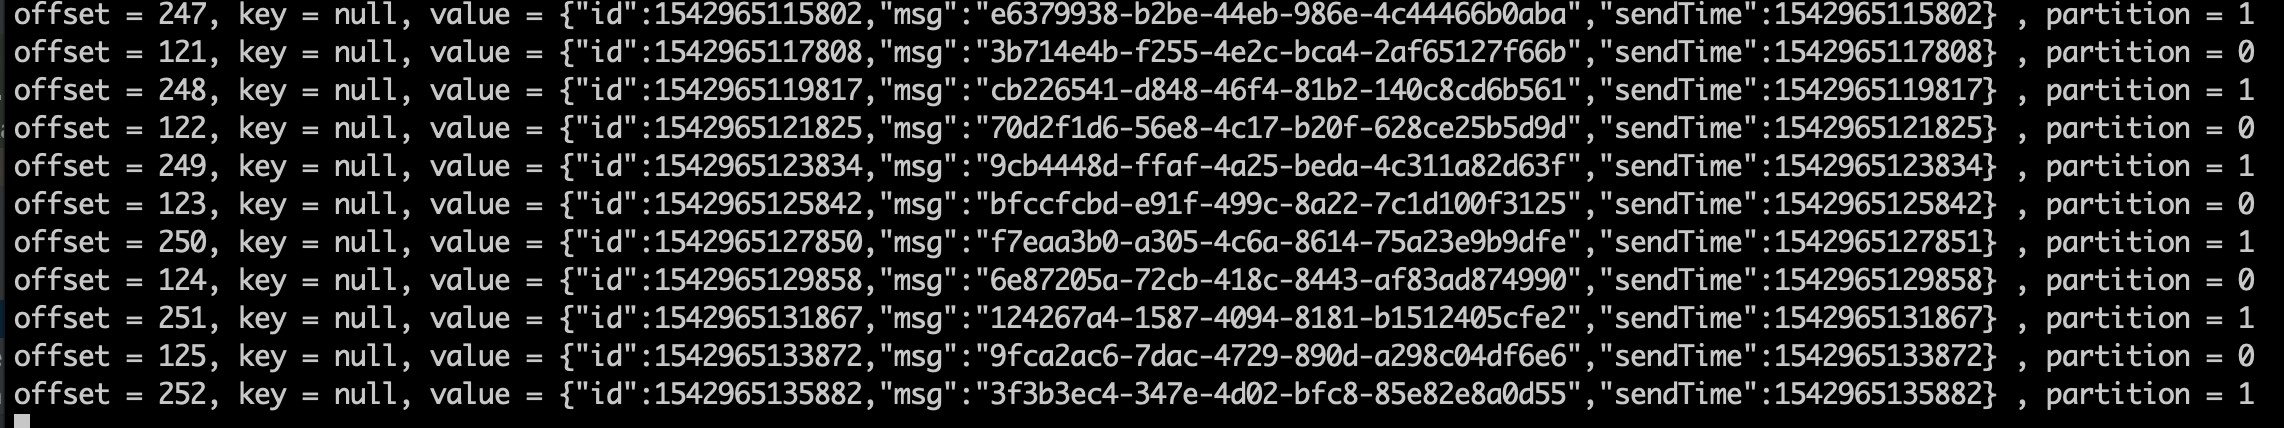 offset = 247, key = null, value = {"id":1542965115802,"msg":"e6379938-b2be-44eb-986e-4c44466b0aba","sendTime":1542965115802} , partition = 1
offset = 121, key = null, value = {"id":1542965117808,"msg":"3b714e4b-f255-4e2c-bca4-2af65127f66b","sendTime":1542965117808} , partition = 0
offset = 248, key = null, value = {"id":1542965119817,"msg":"cb226541-d848-46f4-81b2-140c8cd6b561","sendTime":1542965119817} , partition = 1
offset = 122, key = null, value = {"id":1542965121825,"msg":"70d2f1d6-56e8-4c17-b20f-628ce25b5d9d","sendTime":1542965121825} , partition = 0
offset = 249, key = null, value = {"id":1542965123834,"msg":"9cb4448d-ffaf-4a25-beda-4c311a82d63f","sendTime":1542965123834} , partition = 1
offset = 123, key = null, value = {"id":1542965125842,"msg":"bfccfcbd-e91f-499c-8a22-7c1d100f3125","sendTime":1542965125842} , partition = 0
offset = 250, key = null, value = {"id":1542965127850,"msg":"f7eaa3b0-a305-4c6a-8614-75a23e9b9dfe","sendTime":1542965127851} , partition = 1
offset = 124, key = null, value = {"id":1542965129858,"msg":"6e87205a-72cb-418c-8443-af83ad874990","sendTime":1542965129858} , partition = 0
offset = 251, key = null, value = {"id":1542965131867,"msg":"124267a4-1587-4094-8181-b1512405cfe2","sendTime":1542965131867} , partition = 1
offset = 125, key = null, value = {"id":1542965133872,"msg":"9fca2ac6-7dac-4729-890d-a298c04df6e6","sendTime":1542965133872} , partition = 0
offset = 252, key = null, value = {"id":1542965135882,"msg":"3f3b3ec4-347e-4d02-bfc8-85e82e8a0d55","sendTime":1542965135882} , partition = 1